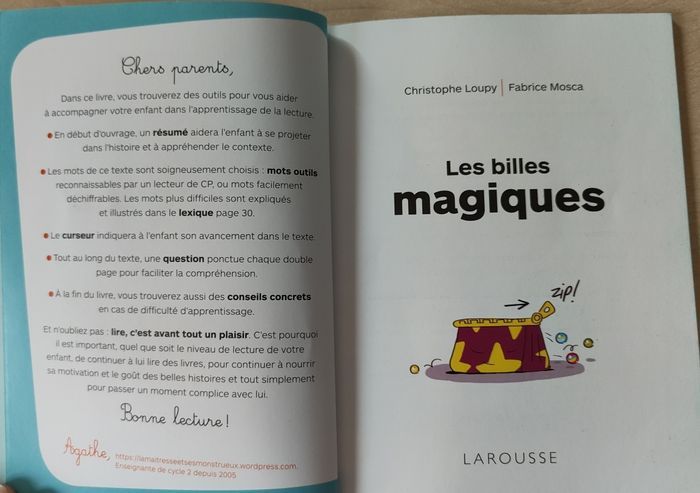 Chers parents,
Dans ce livre, vous trouverez des outils pour vous aider
à accompagner votre enfant dans l'apprentissage de la lecture.
• En début d'ouvrage, un résumé aidera l'enfant à se projeter
dans l'histoire et à appréhender le contexte.
• Les mots de ce texte sont soigneusement choisis : mots outils
reconnaissables par un lecteur de CP, ou mots facilement
déchiffrables. Les mots plus difficiles sont expliqués
et illustrés dans le lexique page 30.
• Le curseur indiquera à l'enfant son avancement dans le texte.
• Tout au long du texte, une question ponctue chaque double
page pour faciliter la compréhension.
• À la fin du livre, vous trouverez aussi des conseils concrets
en cas de difficulté d'apprentissage.
Et n'oubliez pas : lire, c'est avant tout un plaisir. C'est pourquoi
il est important, quel que soit le niveau de lecture de votre
enfant, de continuer à lui lire des livres, pour continuer à nourrir
sa motivation et le goût des belles histoires et tout simplement
pour passer un moment complice avec lui.
Bonne lecture !
Agathe, https://lamaitresseetsesmonstrueux.wordpress.com.
Enseignante de cycle 2 depuis 2005
Christophe Loupy | Fabrice Mosca
Les billes
magiques
zip!
LAROUSSE